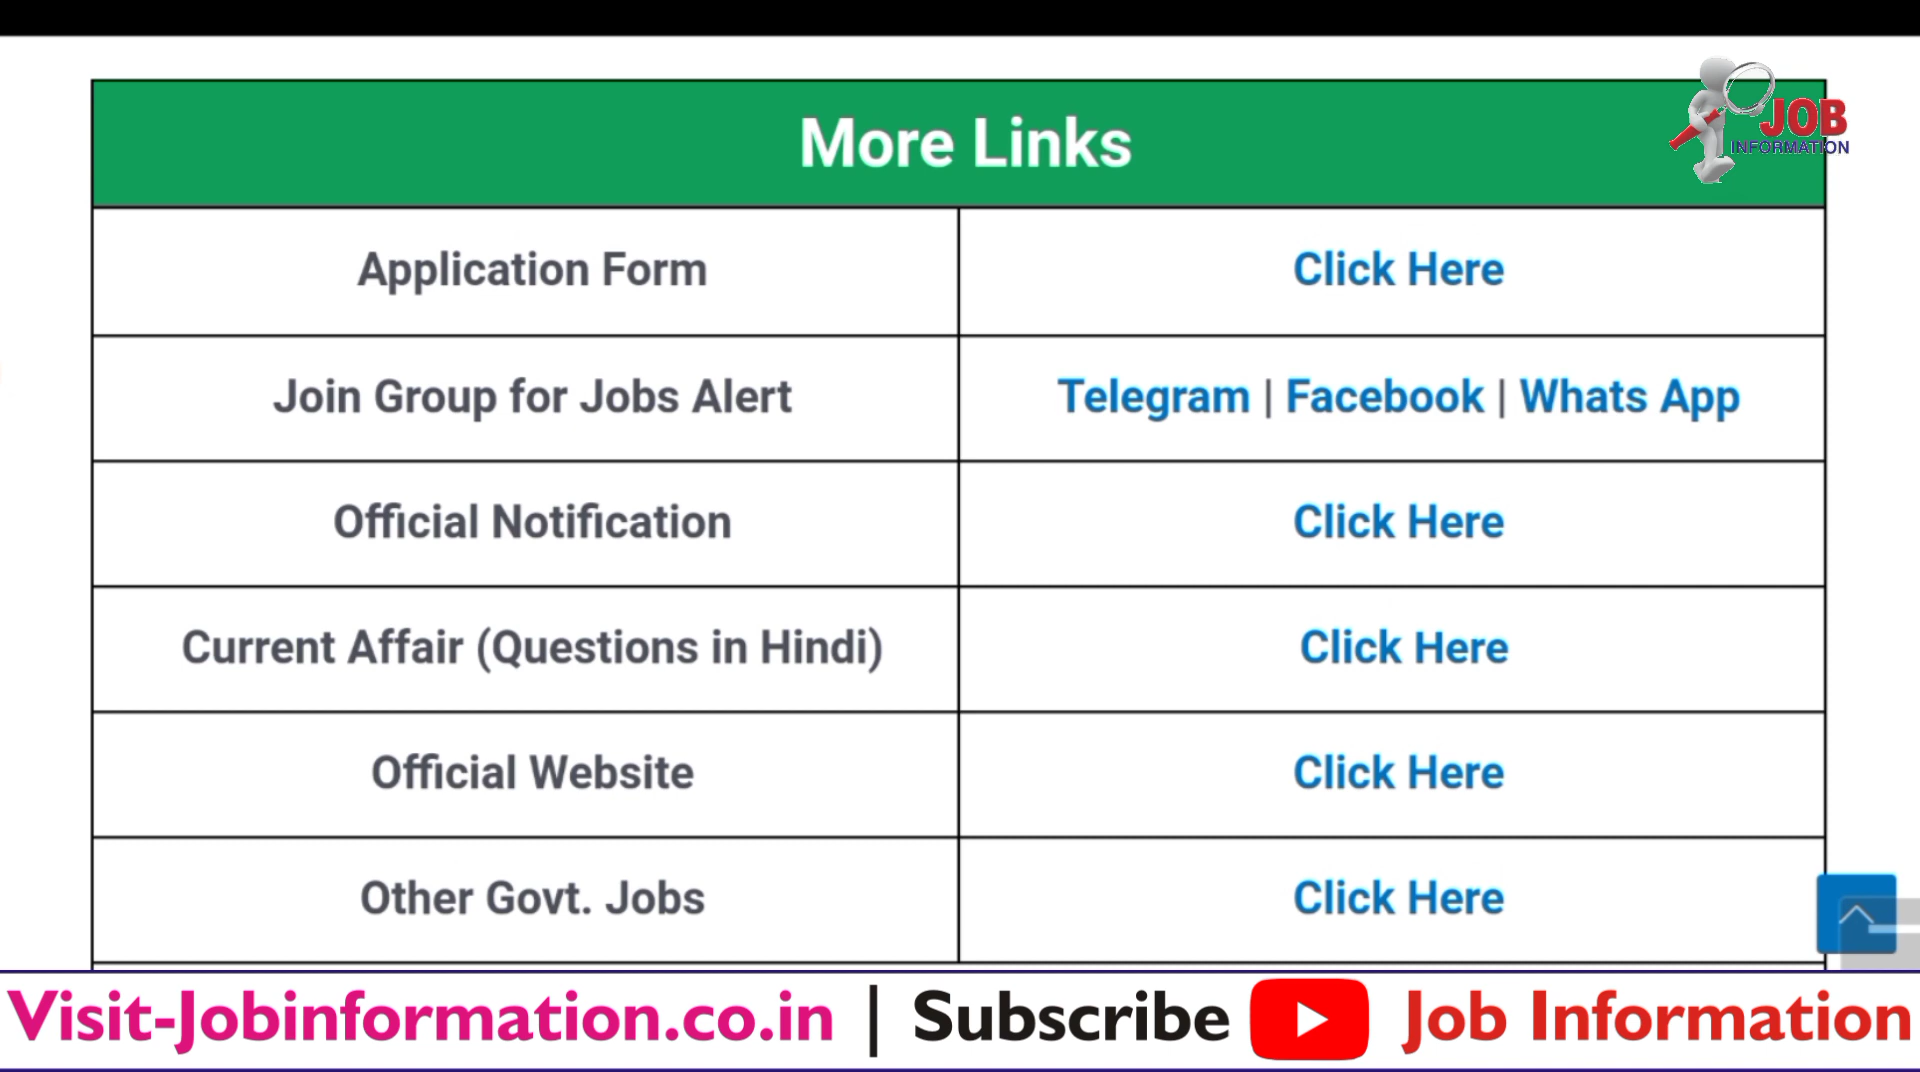 JOB
INFORMATION
More Links
Application Form Click Here
Join Group for Jobs Alert Telegram | Facebook | Whats App
Official Notification Click Here
Current Affair (Questions in Hindi) Click Here
Official Website Click Here
Other Govt. Jobs Click Here
Visit-Jobinformation.co.in | Subscribe Job Information